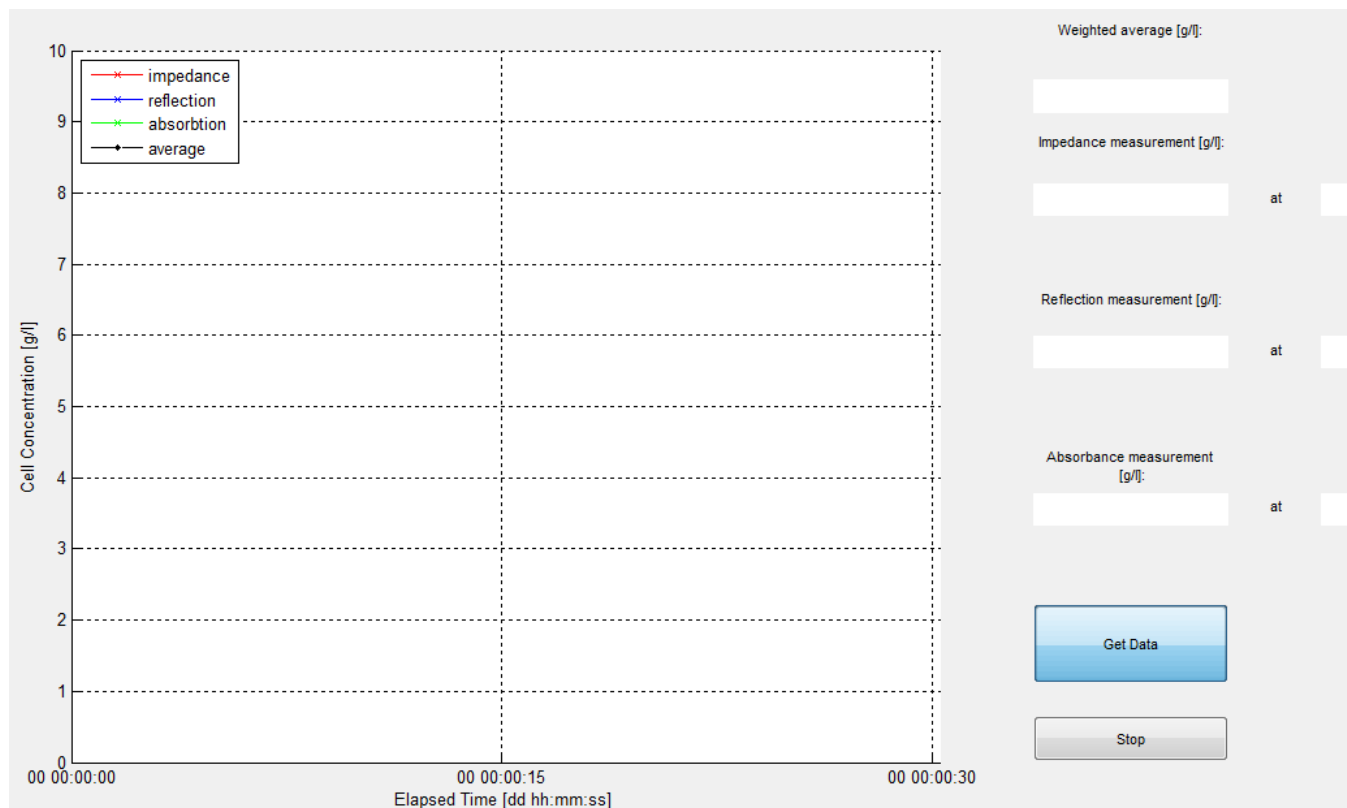 10
9
8
7
6
5
4
3
2
1
0
Cell Concentration [g/l]
impedance
reflection
absorbtion
average
00 00:00:00
00 00:00:15
00 00:00:30
Elapsed Time [dd hh:mm:ss]
Weighted average [g/l]:
Impedance measurement [g/l]:
at
Reflection measurement [g/l]:
at
Absorbance measurement
[g/l]:
at
Get Data
Stop